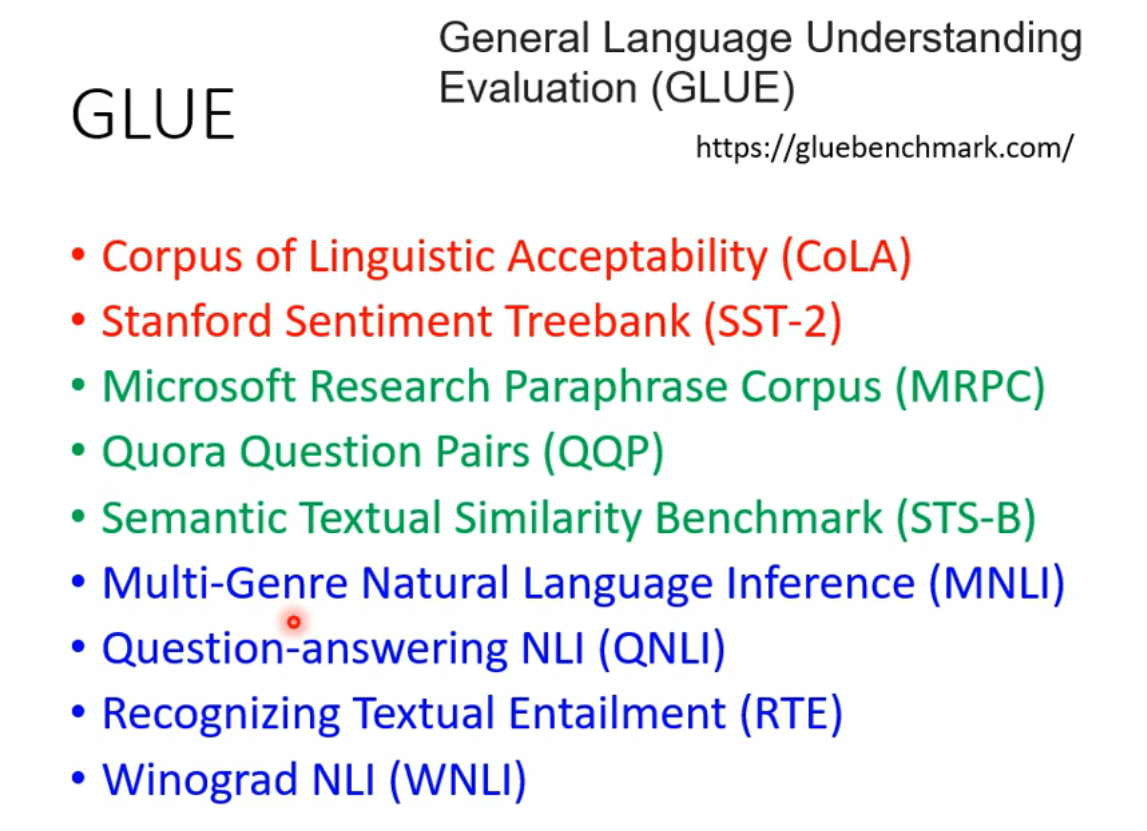 General Language Understanding
Evaluation (GLUE)
GLUE
https://gluebenchmark.com/
• Corpus of Linguistic Acceptability (CoLA)
• Stanford Sentiment Treebank (SST-2)
• Microsoft Research Paraphrase Corpus (MRPC)
• Quora Question Pairs (QQP)
• Semantic Textual Similarity Benchmark (STS-B)
• Multi-Genre Natural Language Inference (MNLI)
• Question-answering NLI (QNLI)
• Recognizing Textual Entailment (RTE)
• Winograd NLI (WNLI)